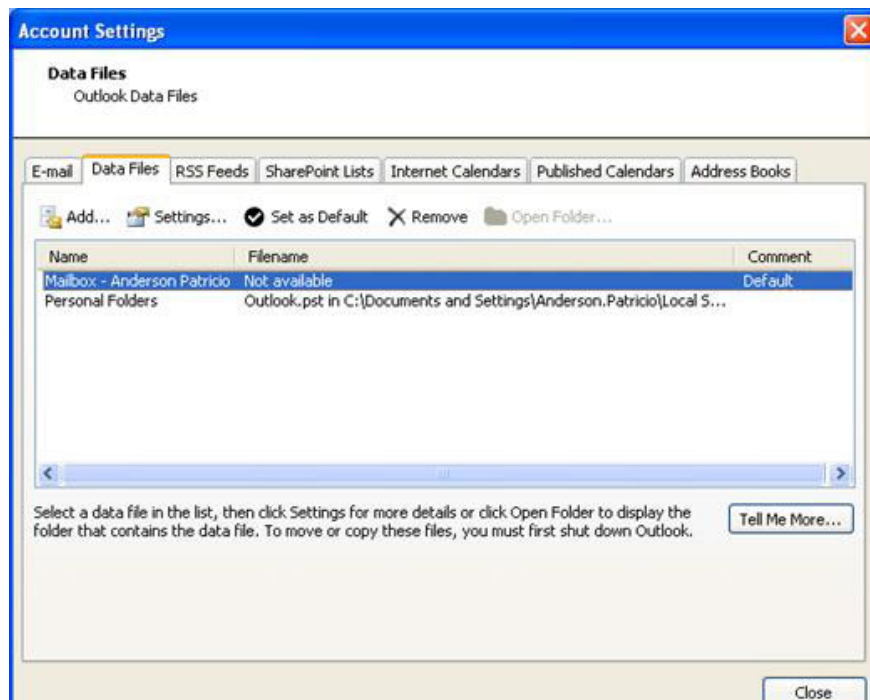 Account Settings
Data Files
Outlook Data Files
E-mail Data Files RSS Feeds SharePoint Lists Internet Calendars Published Calendars Address Books
Add... Settings... Set as Default Remove Open Folder...
Name Filename Comment
Mailbox - Anderson Patricio Not available Default
Personal Folders Outlook.pst in C:\Documents and Settings\Anderson.Patricio\Local S...
Select a data file in the list, then click Settings for more details or click Open Folder to display the
folder that contains the data file. To move or copy these files, you must first shut down Outlook.
Tell Me More...
Close